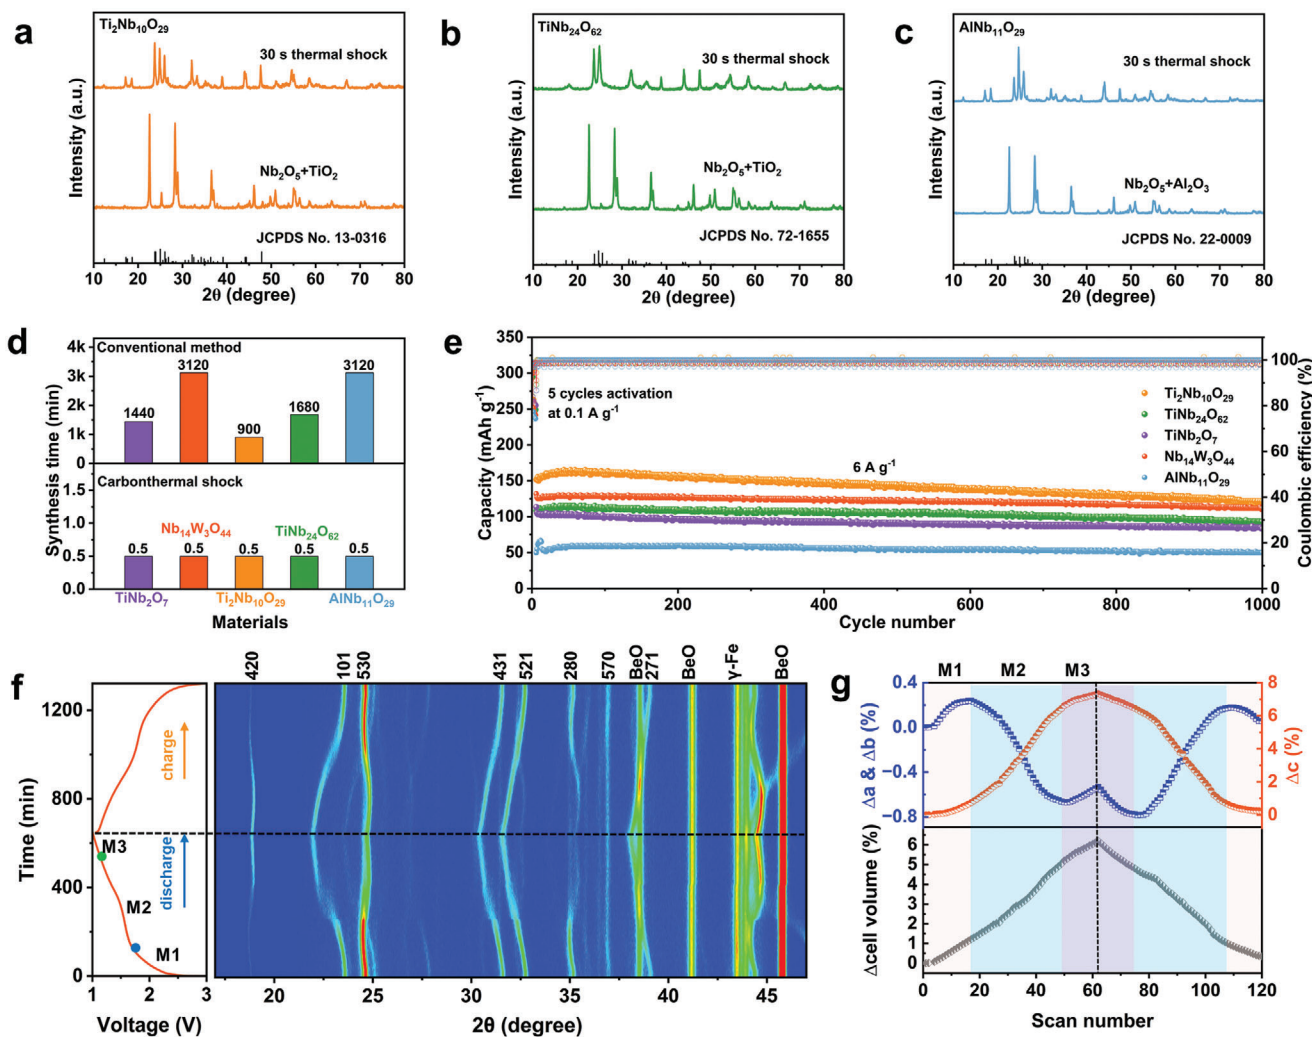 a
Ti2Nb10O29
30 s thermal shock
Nb2O5+TiO2
JCPDS No. 13-0316
Intensity (a.u.)
10 20 30 40 50 60 70 80
2θ (degree)
b
TiNb24O62
30 s thermal shock
Nb2O5+TiO2
JCPDS No. 72-1655
Intensity (a.u.)
10 20 30 40 50 60 70 80
2θ (degree)
c
AlNb11O29
30 s thermal shock
Nb2O5+Al2O3
JCPDS No. 22-0009
Intensity (a.u.)
10 20 30 40 50 60 70 80
2θ (degree)
d
Synthesis time (min)
4k
3k
2k
1k
0
Conventional method
1440
3120
900
1680
3120
1.5
1.0
0.5
0.0
Carbonthermal shock
Nb14W3O44
TiNb24O62
0.5 0.5 0.5 0.5 0.5
TiNb2O7 Ti2Nb10O29 AlNb11O29
Materials
e
Capacity (mAh g-1)
350
300
250
200
150
100
50
0
5 cycles activation
at 0.1 A g-1
6 A g-1
Ti2Nb10O29
TiNb24O62
TiNb2O7
Nb14W3O44
AlNb11O29
100
80
60
40
20
0
Coulombic efficiency (%)
0 200 400 600 800 1000
Cycle number
f
Time (min)
1200
800
400
0
charge
discharge
M3
M2
M1
1 2 3
Voltage (V)
420 101 530 431 521 280 570 BeO 271 BeO γ-Fe BeO
20 25 30 35 40 45
2θ (degree)
g
M1 M2 M3
Δa & Δb (%)
0.4
0.0
−0.4
−0.8
8
6
4
2
0
Δc (%)
Δcell volume (%)
6
5
4
3
2
1
0
0 20 40 60 80 100 120
Scan number